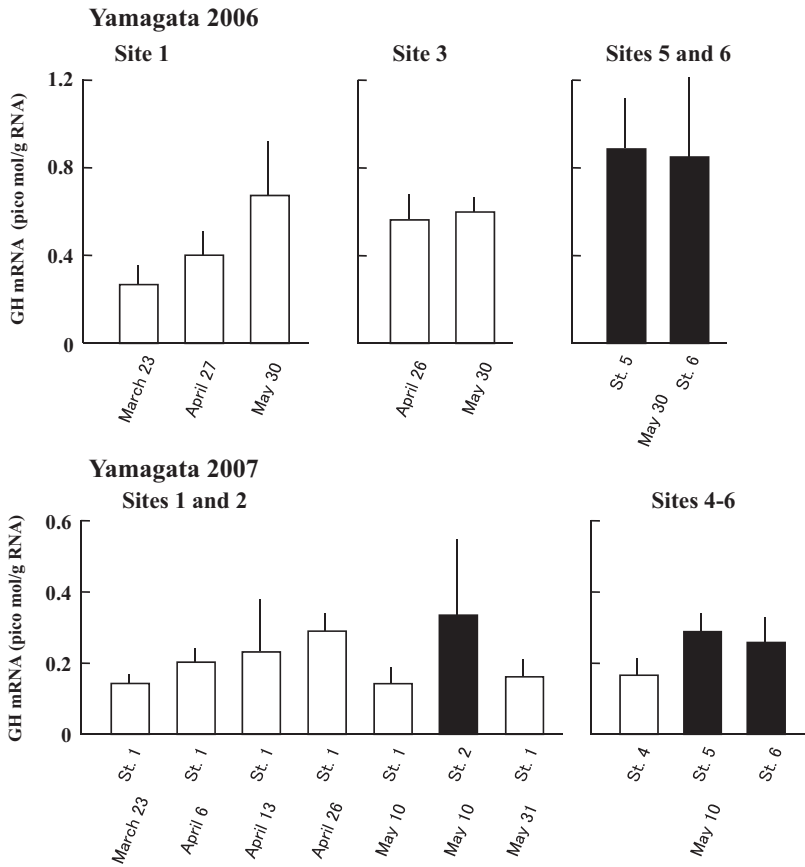 Yamagata 2006
Site 1
Site 3
Sites 5 and 6
GH mRNA (pico mol/g RNA)
1.2
0.8
0.4
0
March 23
April 27
May 30
April 26
May 30
St. 5
St. 6
May 30
Yamagata 2007
Sites 1 and 2
Sites 4-6
GH mRNA (pico mol/g RNA)
0.6
0.4
0.2
0
St. 1
St. 1
St. 1
St. 1
St. 1
St. 2
St. 1
St. 4
St. 5
St. 6
March 23
April 6
April 13
April 26
May 10
May 10
May 31
May 10